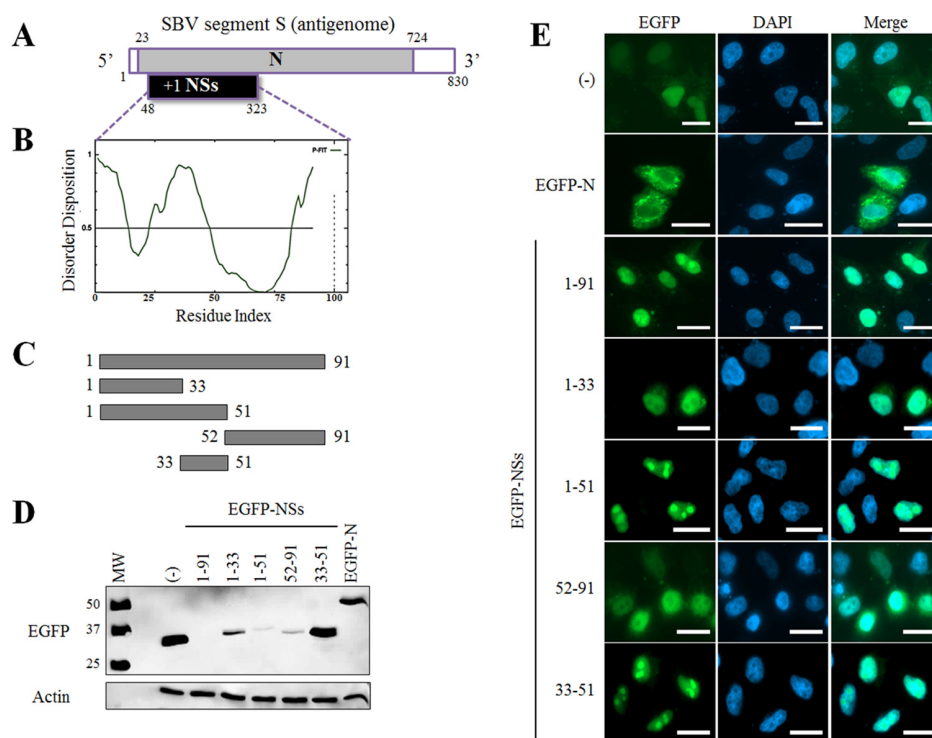 A
SBV segment S (antigenome)
23
724
5’
N
3’
1
830
+1 NSs
48
323
B
P-FIT
1
0.5
0
0
25
50
75
100
Disorder Disposition
Residue Index
C
1
91
1
33
1
51
52
91
33
51
D
EGFP-NSs
MW
(-)
1-91
1-33
1-51
52-91
33-51
EGFP-N
50
EGFP
37
25
Actin
E
EGFP
DAPI
Merge
(-)
EGFP-N
EGFP-NSs
1-91
1-33
1-51
52-91
33-51